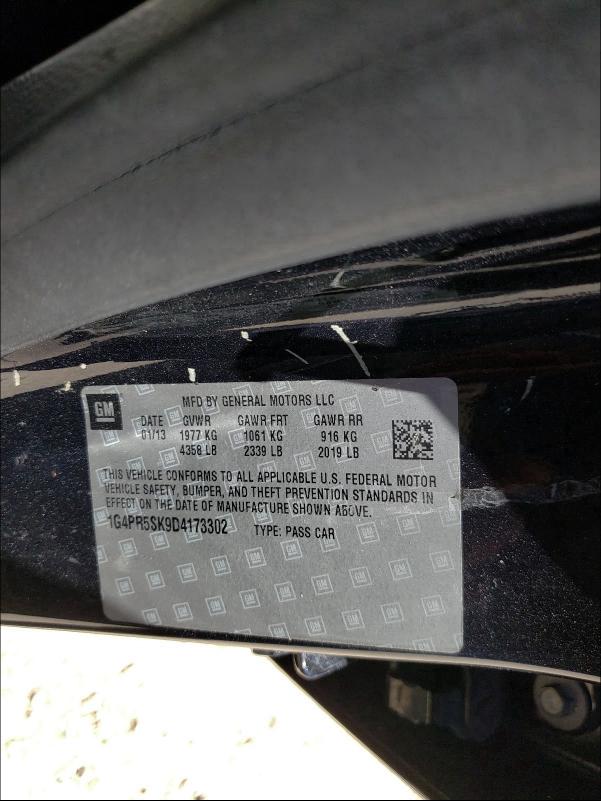 GM
MFD BY GENERAL MOTORS LLC
DATE GVWR GAWR FRT GAWR RR
01/13 1977 KG 1061 KG 916 KG
4358 LB 2339 LB 2019 LB
THIS VEHICLE CONFORMS TO ALL APPLICABLE U.S. FEDERAL MOTOR
VEHICLE SAFETY, BUMPER, AND THEFT PREVENTION STANDARDS IN
EFFECT ON THE DATE OF MANUFACTURE SHOWN ABOVE.
1G4PR5SK9D4173302 TYPE: PASS CAR